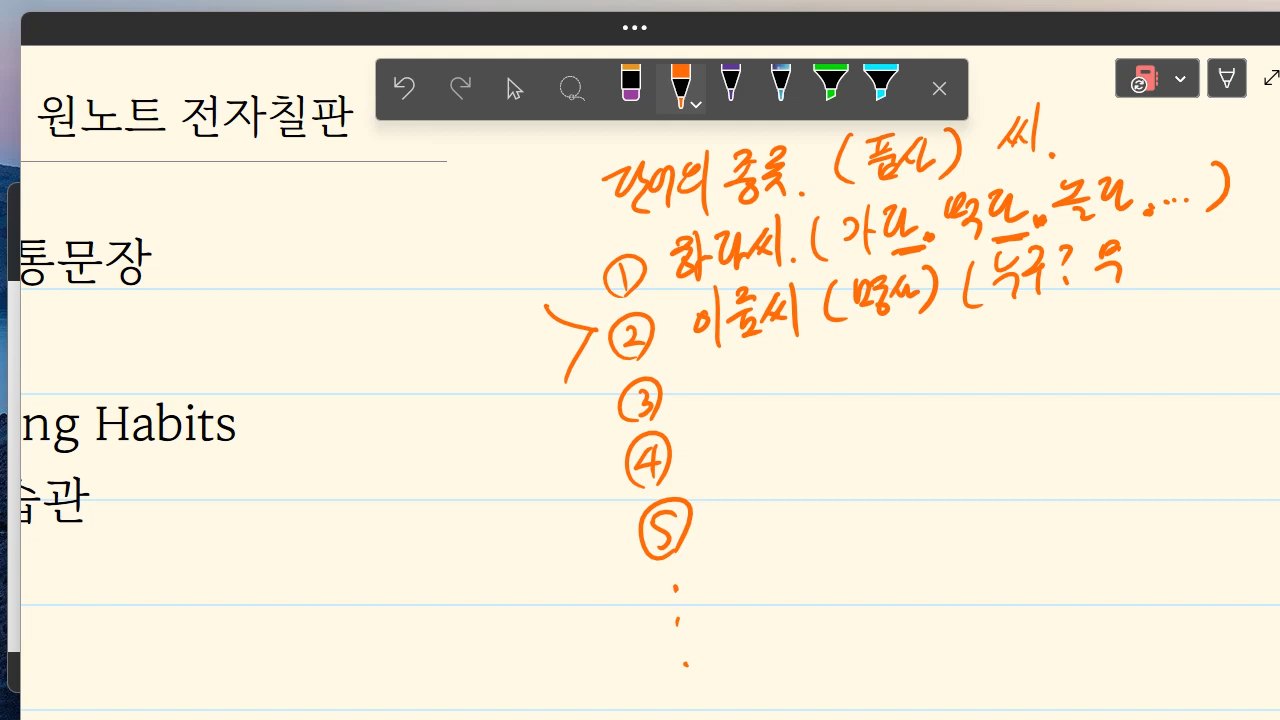 원노트 전자칠판
통문장
ng Habits
습관
단어의 종류. (품사) 씨.
① 하다씨. (가다. 먹다. 놀다. ...)
② 이름씨 (명사) (누구? 무
③
④
⑤